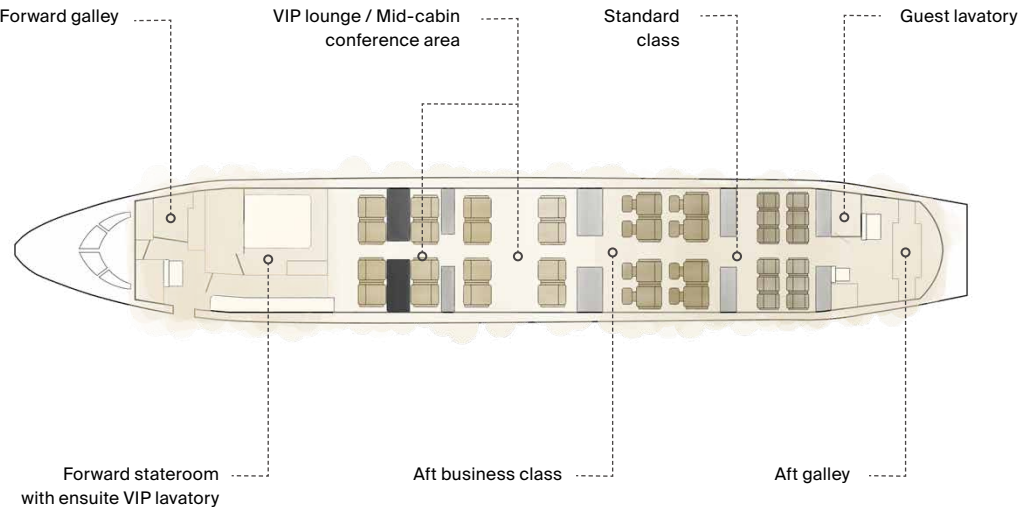 Forward galley
VIP lounge / Mid-cabin
conference area
Standard
class
Guest lavatory
Forward stateroom
with ensuite VIP lavatory
Aft business class
Aft galley